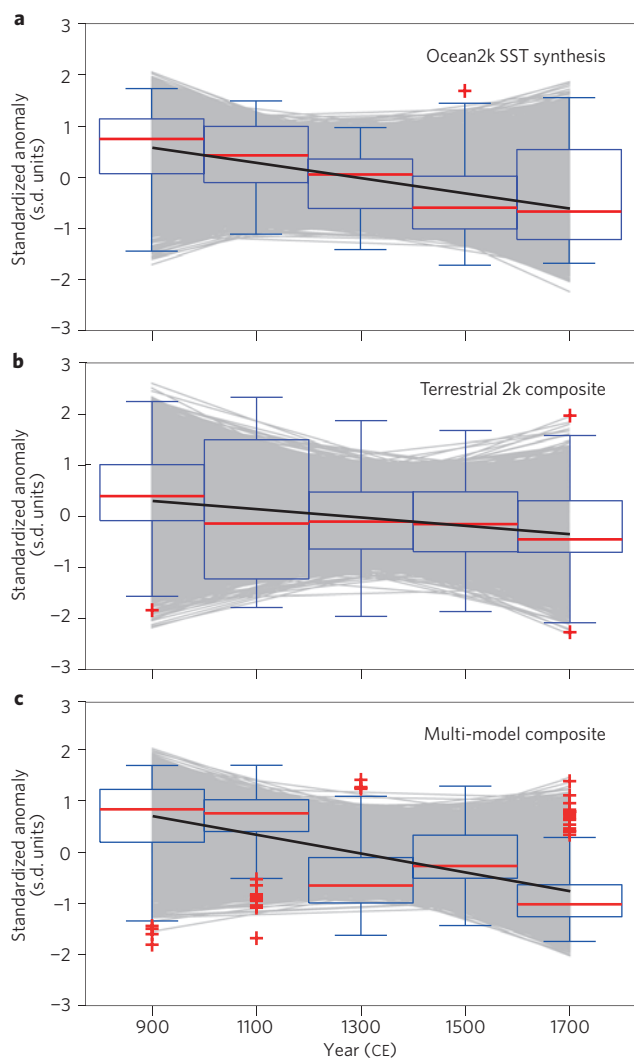 a
3
2
1
0
−1
−2
−3
Standardized anomaly
(s.d. units)
Ocean2k SST synthesis
b
3
2
1
0
−1
−2
−3
Standardized anomaly
(s.d. units)
Terrestrial 2k composite
c
3
2
1
0
−1
−2
−3
Standardized anomaly
(s.d. units)
Multi-model composite
900 1100 1300 1500 1700
Year (CE)